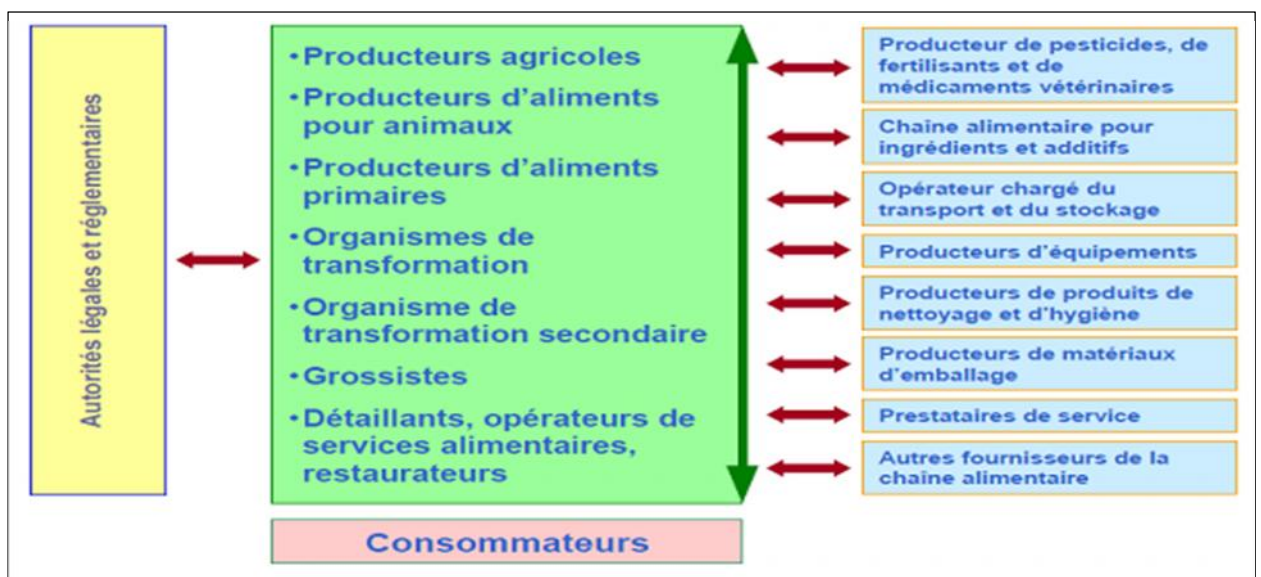 Autorités légales et réglementaires
•Producteurs agricoles
•Producteurs d'aliments
pour animaux
•Producteurs d'aliments
primaires
•Organismes de
transformation
•Organisme de
transformation secondaire
•Grossistes
•Détaillants, opérateurs de
services alimentaires,
restaurateurs
Consommateurs
Producteur de pesticides, de
fertilisants et de
médicaments vétérinaires
Chaîne alimentaire pour
ingrédients et additifs
Opérateur chargé du
transport et du stockage
Producteurs d'équipements
Producteurs de produits de
nettoyage et d'hygiène
Producteurs de matériaux
d'emballage
Prestataires de service
Autres fournisseurs de la
chaîne alimentaire